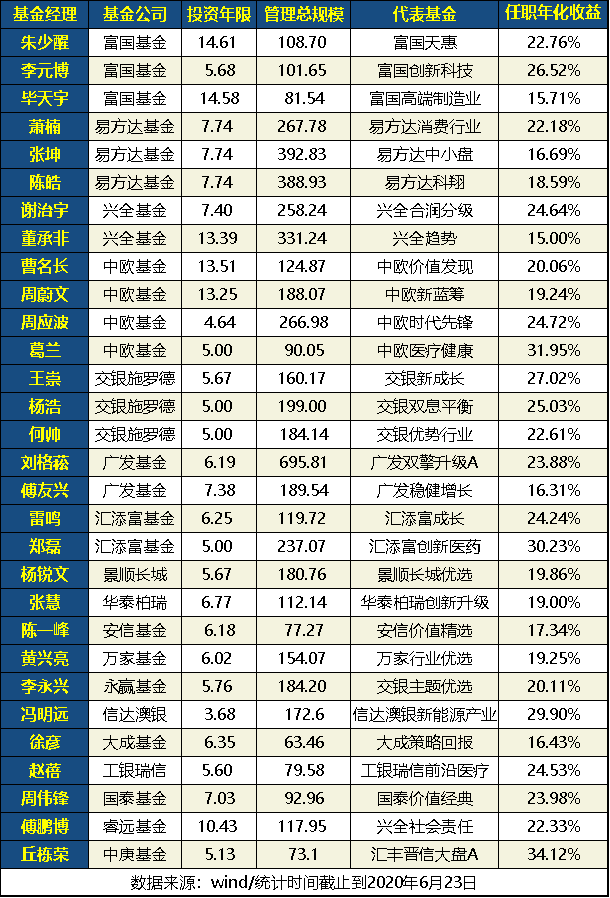 基金经理 基金公司 投资年限 管理总规模 代表基金 任职年化收益
朱少醒 富国基金 14.61 108.70 富国天惠 22.76%
李元博 富国基金 5.68 101.65 富国创新科技 26.52%
毕天宇 富国基金 14.58 81.54 富国高端制造业 15.71%
萧楠 易方达基金 7.74 267.78 易方达消费行业 22.18%
张坤 易方达基金 7.74 392.83 易方达中小盘 16.69%
陈皓 易方达基金 7.74 388.93 易方达科翔 18.59%
谢治宇 兴全基金 7.40 258.24 兴全合润分级 24.64%
董承非 兴全基金 13.39 331.24 兴全趋势 15.00%
曹名长 中欧基金 13.51 124.87 中欧价值发现 20.06%
周蔚文 中欧基金 13.25 188.07 中欧新蓝筹 19.24%
周应波 中欧基金 4.64 266.98 中欧时代先锋 24.72%
葛兰 中欧基金 5.00 90.05 中欧医疗健康 31.95%
王崇 交银施罗德 5.67 160.17 交银新成长 27.02%
杨浩 交银施罗德 5.00 199.00 交银双息平衡 25.03%
何帅 交银施罗德 5.00 184.14 交银优势行业 22.61%
刘格菘 广发基金 6.19 695.81 广发双擎升级A 23.88%
傅友兴 广发基金 7.38 189.54 广发稳健增长 16.31%
雷鸣 汇添富基金 6.25 119.72 汇添富成长 24.24%
郑磊 汇添富基金 5.00 237.07 汇添富创新医药 30.23%
杨锐文 景顺长城 5.67 180.76 景顺长城优选 19.86%
张慧 华泰柏瑞 6.77 112.14 华泰柏瑞创新升级 19.00%
陈一峰 安信基金 6.18 77.27 安信价值精选 17.34%
黄兴亮 万家基金 6.02 154.07 万家行业优选 19.25%
李永兴 永赢基金 5.76 184.20 交银主题优选 20.11%
冯明远 信达澳银 3.68 172.6 信达澳银新能源产业 29.90%
徐彦 大成基金 6.35 63.46 大成策略回报 16.43%
赵蓓 工银瑞信 5.60 79.58 工银瑞信前沿医疗 24.53%
周伟锋 国泰基金 7.03 92.96 国泰价值经典 23.98%
傅鹏博 睿远基金 10.43 117.95 兴全社会责任 22.33%
丘栋荣 中庚基金 5.13 73.1 汇丰晋信大盘A 34.12%
数据来源：wind/统计时间截止到2020年6月23日